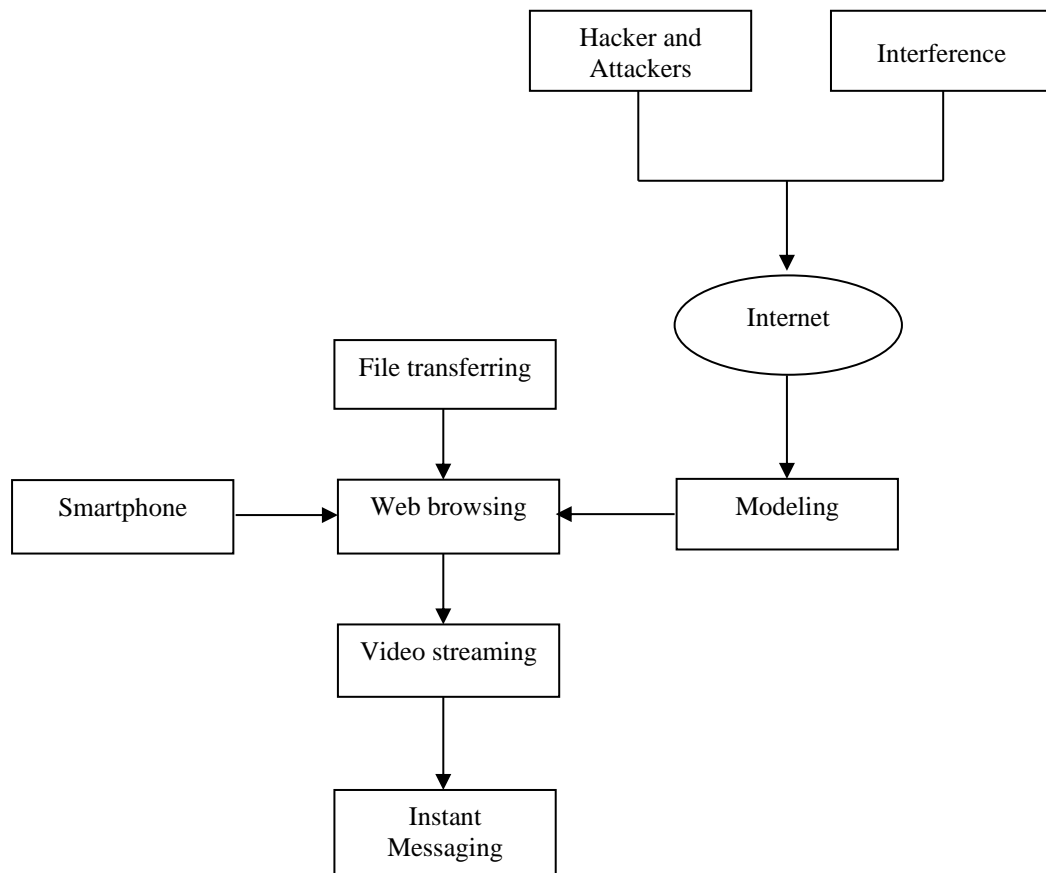 Hacker and
Attackers
Interference
Internet
File transferring
Smartphone
Web browsing
Modeling
Video streaming
Instant
Messaging